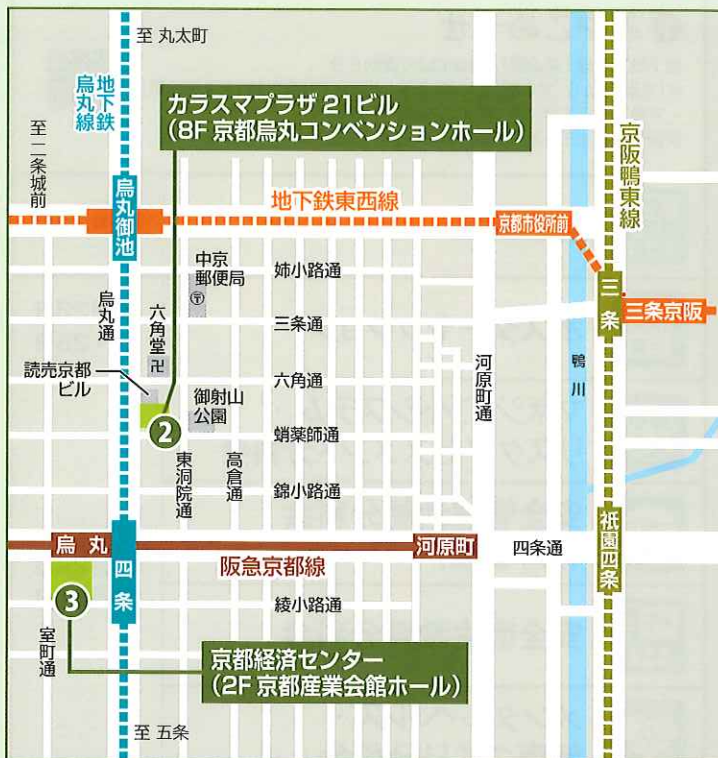 至 丸太町
地下鉄
烏丸線
至 二条城前
カラスマプラザ 21ビル
(8F 京都烏丸コンベンションホール)
京阪鴨東線
烏丸御池
地下鉄東西線
京都市役所前
中京
郵便局
〒
姉小路通
三条
三条京阪
烏丸通
六角堂
卍
三条通
読売京都
ビル
御射山
公園
六角通
河原町通
鴨川
2
蛸薬師通
東洞院通
高倉通
錦小路通
烏丸
四条
阪急京都線
河原町
四条通
祇園四条
3
綾小路通
室町通
京都経済センター
(2F 京都産業会館ホール)
至 五条